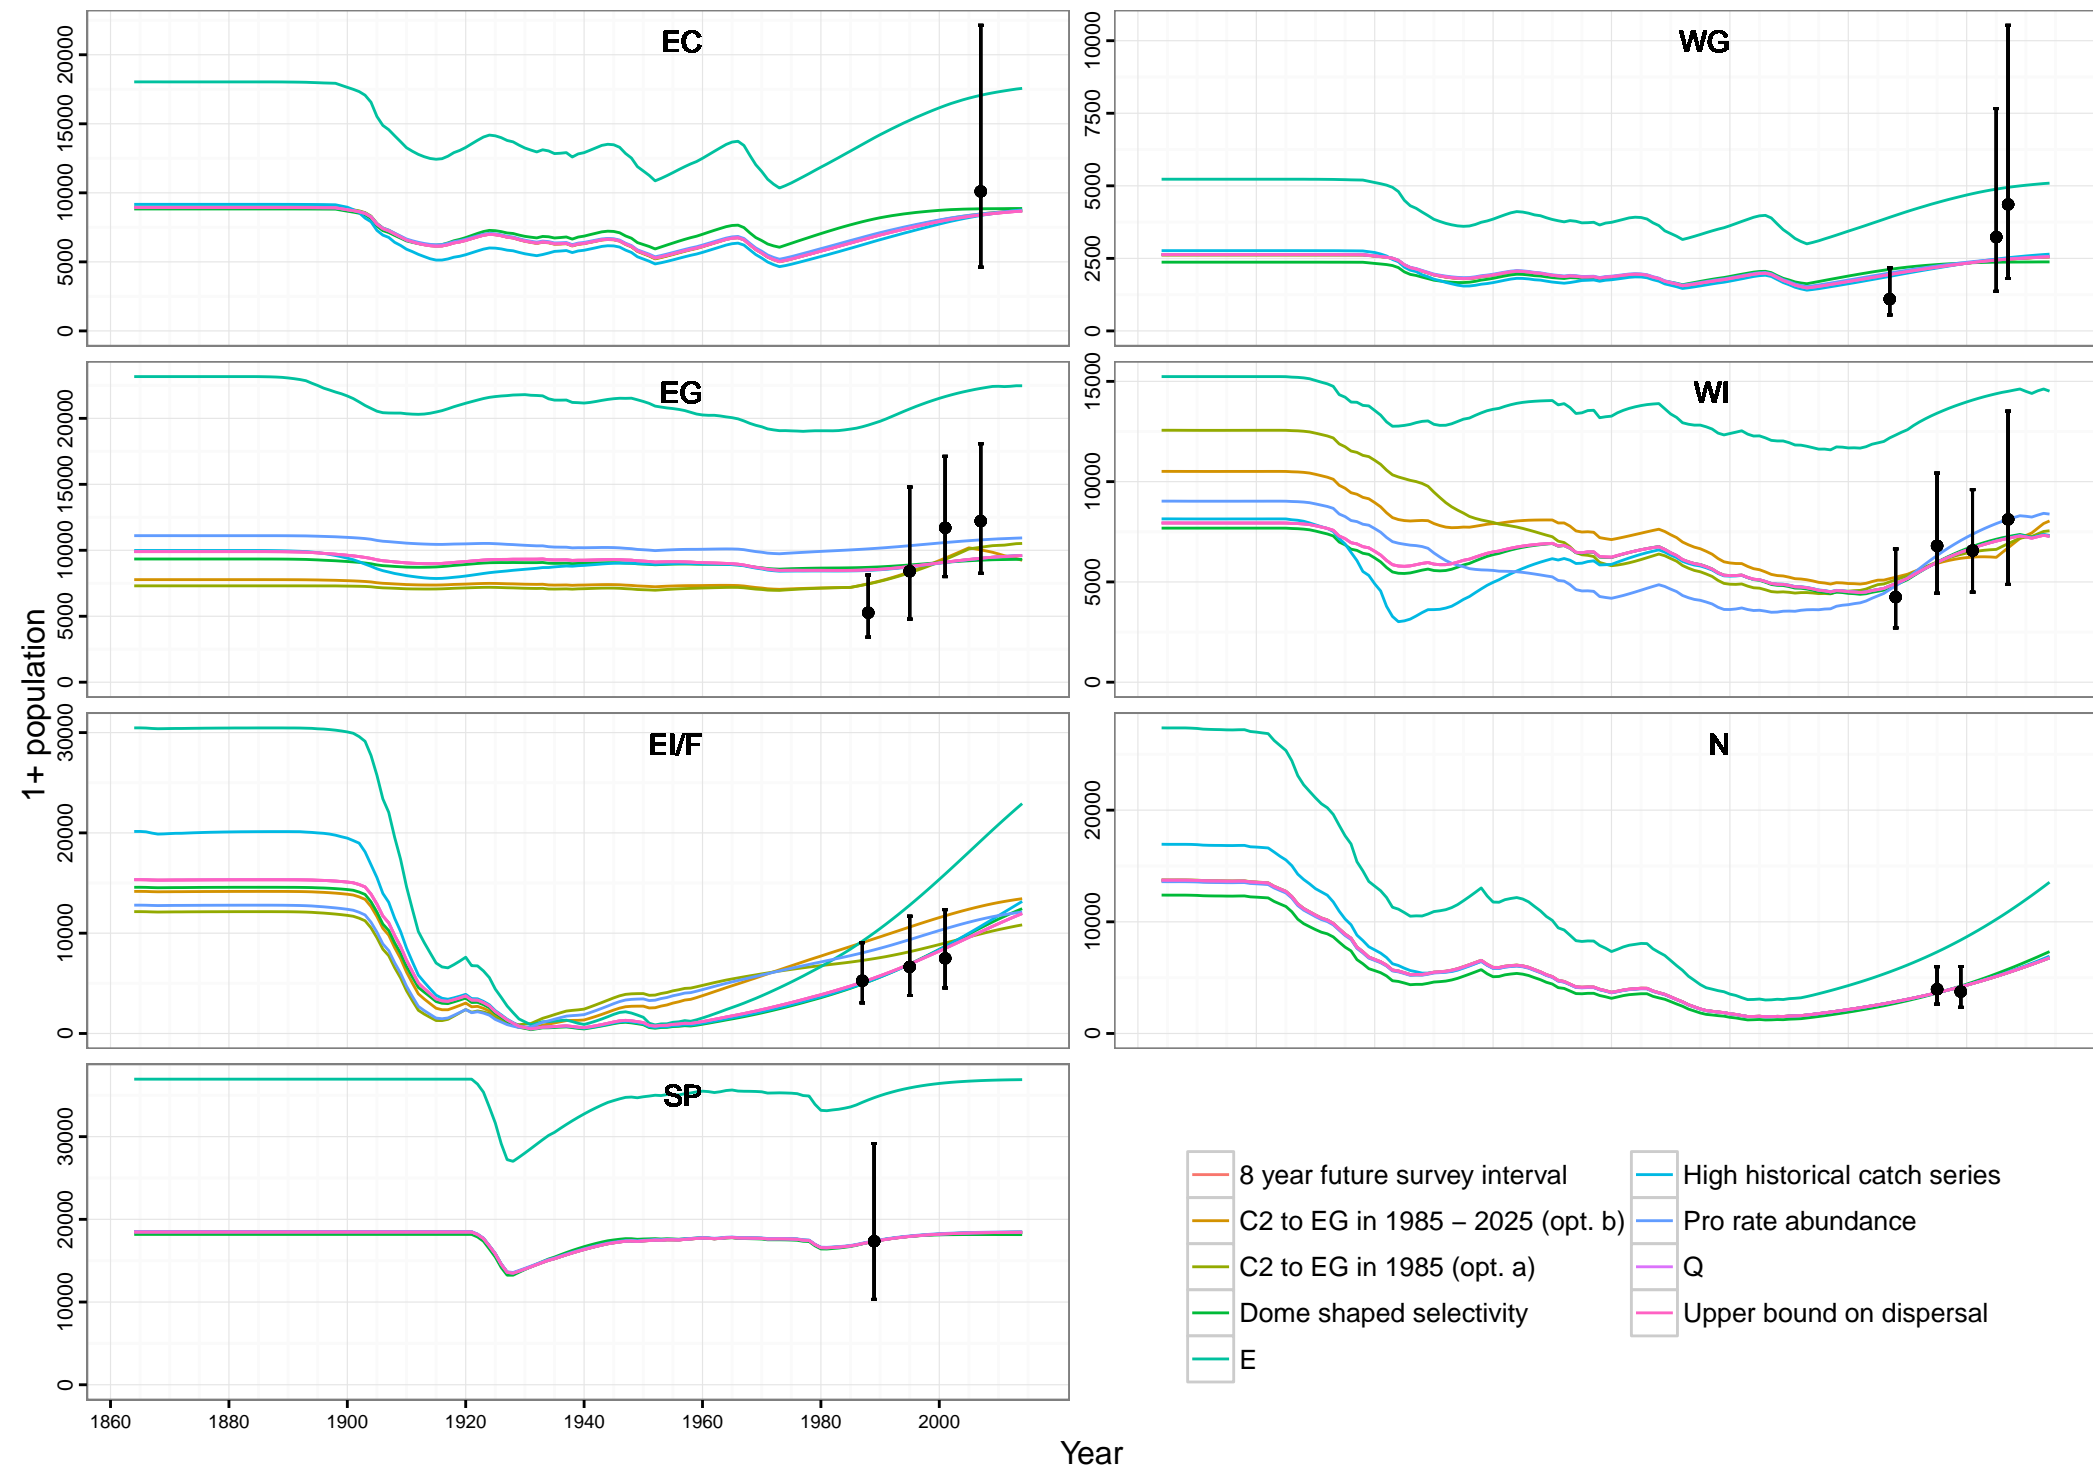 EC
20000
15000
10000
5000
0
WG
10000
7500
5000
2500
0
EG
20000
15000
10000
5000
0
WI
15000
10000
5000
0
EI/F
30000
20000
10000
0
N
20000
10000
0
SP
30000
20000
10000
0
1860 1880 1900 1920 1940 1960 1980 2000
1+ population
Year
8 year future survey interval
C2 to EG in 1985 − 2025 (opt. b)
C2 to EG in 1985 (opt. a)
Dome shaped selectivity
E
High historical catch series
Pro rate abundance
Q
Upper bound on dispersal